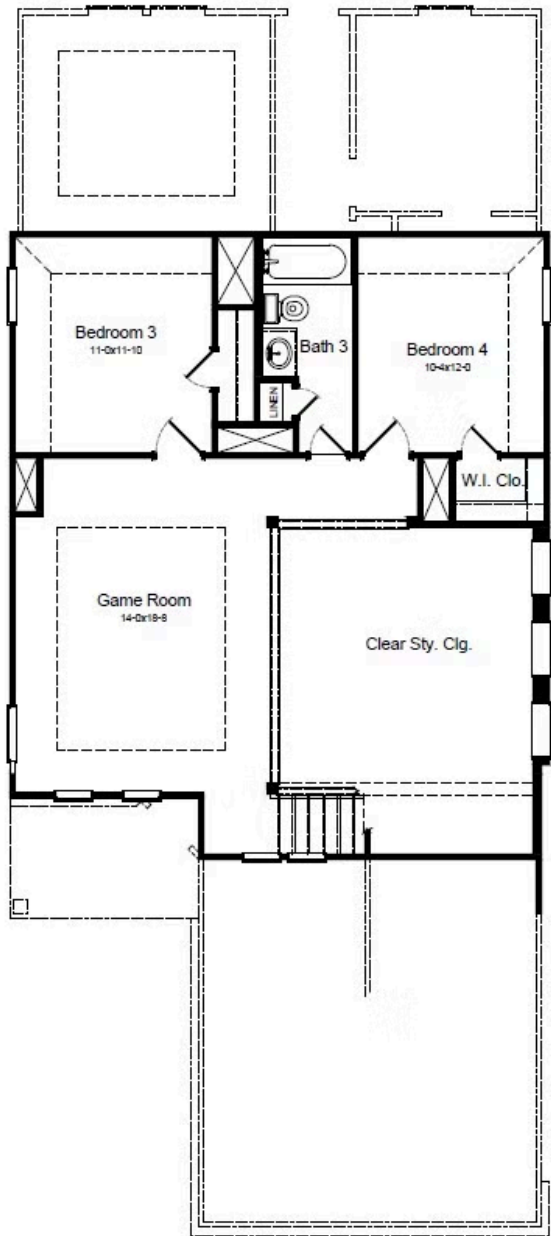 Bedroom 3
11-0x11-10
Bath 3
Bedroom 4
10-4x12-0
LINEN
W.I. Clo.
Game Room
14-0x18-8
Clear Sty. Clg.